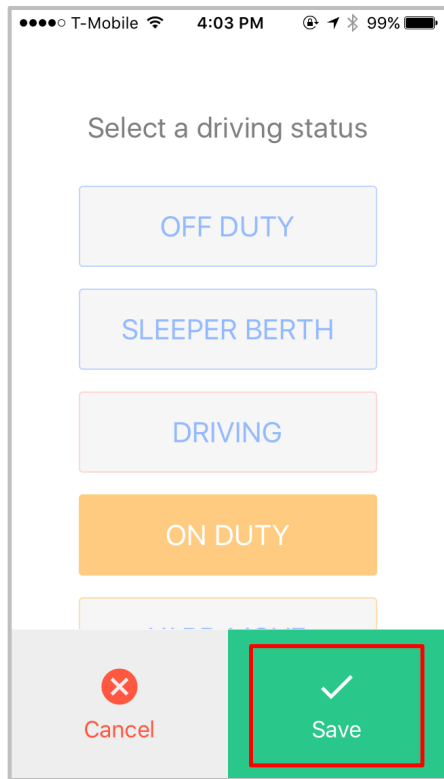 T-Mobile 4:03 PM 99%
Select a driving status
OFF DUTY
SLEEPER BERTH
DRIVING
ON DUTY
Cancel
Save